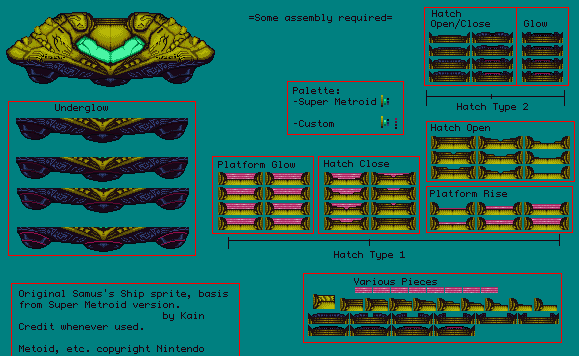 =Some assembly required=
Hatch
Open/Close
Glow
Hatch Type 2
Palette:
-Super Metroid
-Custom
Underglow
Hatch Open
Platform Glow
Hatch Close
Platform Rise
Hatch Type 1
Various Pieces
Original Samus's Ship sprite, basis
from Super Metroid version.
by Kain
Credit whenever used.
Metoid, etc. copyright Nintendo